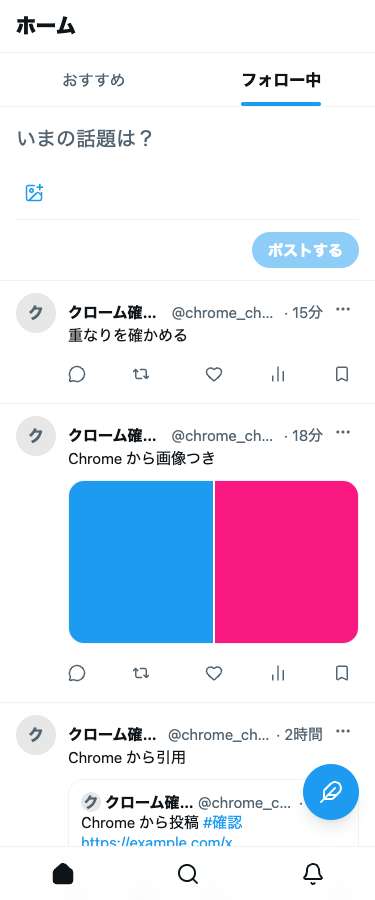 ホーム
おすすめ
フォロー中
いまの話題は？
ポストする
ク
クローム確... @chrome_ch... · 15分
重なりを確かめる
ク
クローム確... @chrome_ch... · 18分
Chrome から画像つき
ク
クローム確... @chrome_ch... · 2時間
Chrome から引用
ク クローム確... @chrome_c... ·
Chrome から投稿 #確認
https://example.com/x